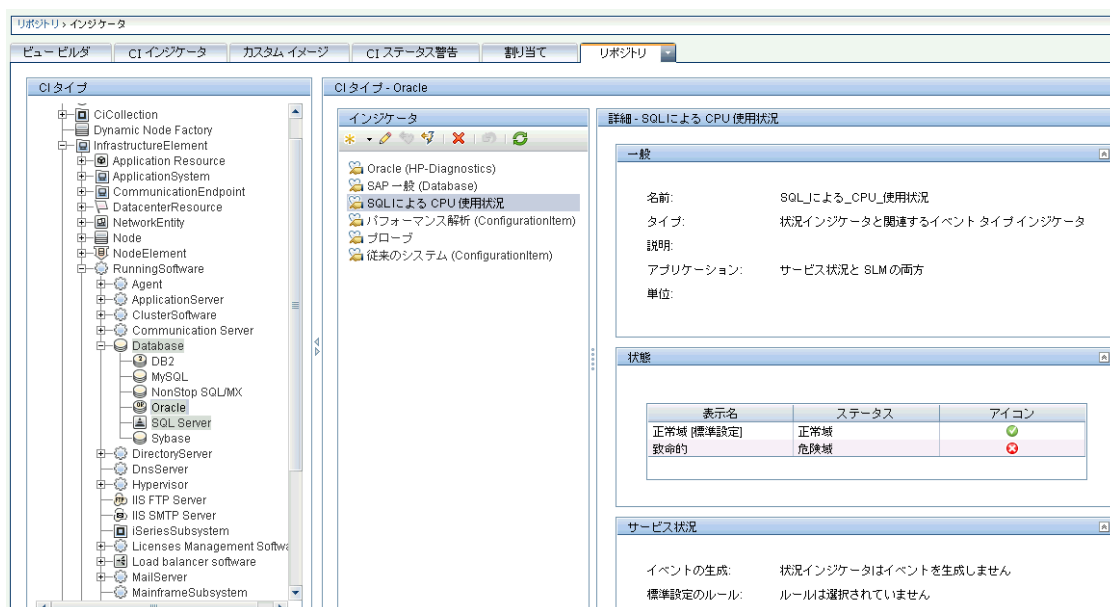 リポジトリ > インジケータ
ビュー ビルダ
CI インジケータ
カスタム イメージ
CI ステータス警告
割り当て
リポジトリ
CI タイプ
CiCollection
Dynamic Node Factory
InfrastructureElement
Application Resource
ApplicationSystem
CommunicationEndpoint
DatacenterResource
NetworkEntity
Node
NodeElement
RunningSoftware
Agent
ApplicationServer
ClusterSoftware
Communication Server
Database
DB2
MySQL
NonStop SQL/MX
Oracle
SQL Server
Sybase
DirectoryServer
DnsServer
Hypervisor
IIS FTP Server
IIS SMTP Server
iSeriesSubsystem
Licenses Management Softwa
Load balancer software
MailServer
MainframeSubsystem
CI タイプ - Oracle
インジケータ
Oracle (HP-Diagnostics)
SAP 一般 (Database)
SQLによる CPU 使用状況
パフォーマンス解析 (ConfigurationItem)
プローブ
従来のシステム (ConfigurationItem)
詳細 - SQLによる CPU 使用状況
一般
名前: SQL_による_CPU_使用状況
タイプ: 状況インジケータと関連するイベント タイプ インジケータ
説明:
アプリケーション: サービス状況と SLM の両方
単位:
状態
表示名 ステータス アイコン
正常域 [標準設定] 正常域
致命的 危険域
サービス状況
イベントの生成: 状況インジケータはイベントを生成しません
標準設定のルール: ルールは選択されていません